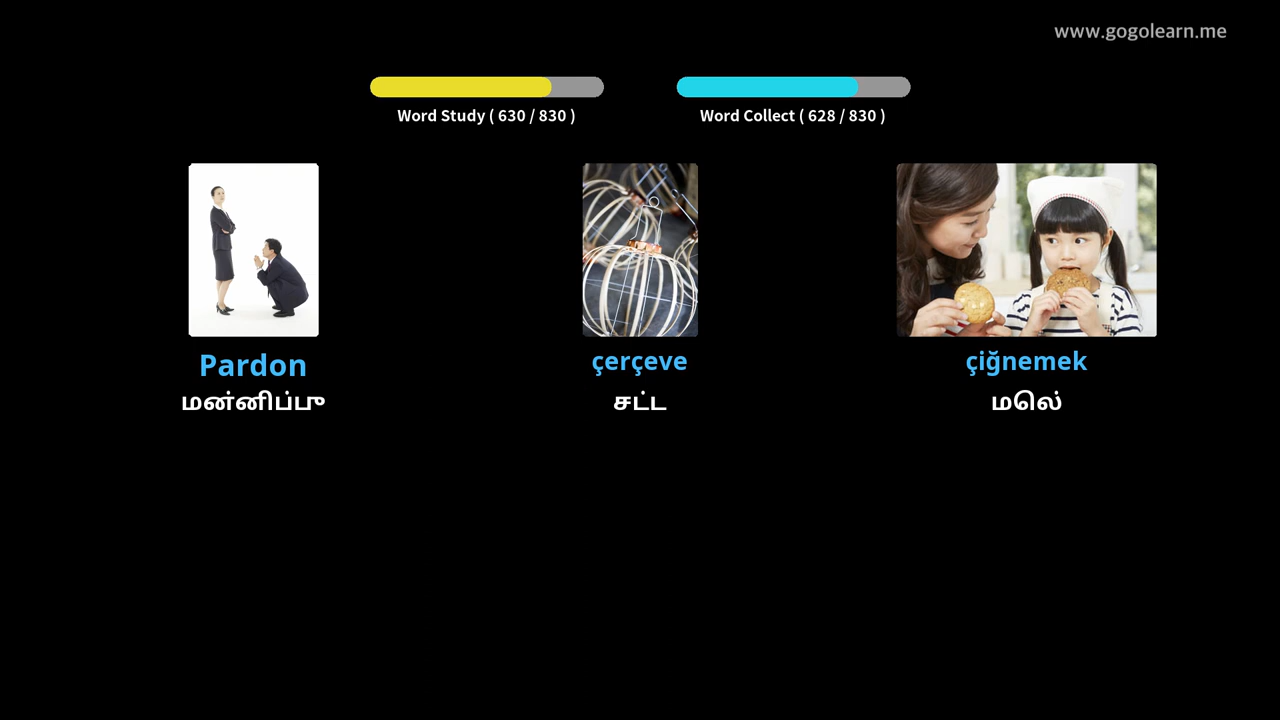 www.gogolearn.me
Word Study ( 630 / 830 )
Word Collect ( 628 / 830 )
Pardon
çerçeve
çiğnemek
மன்னிப்பு
சட்ட
மெல்